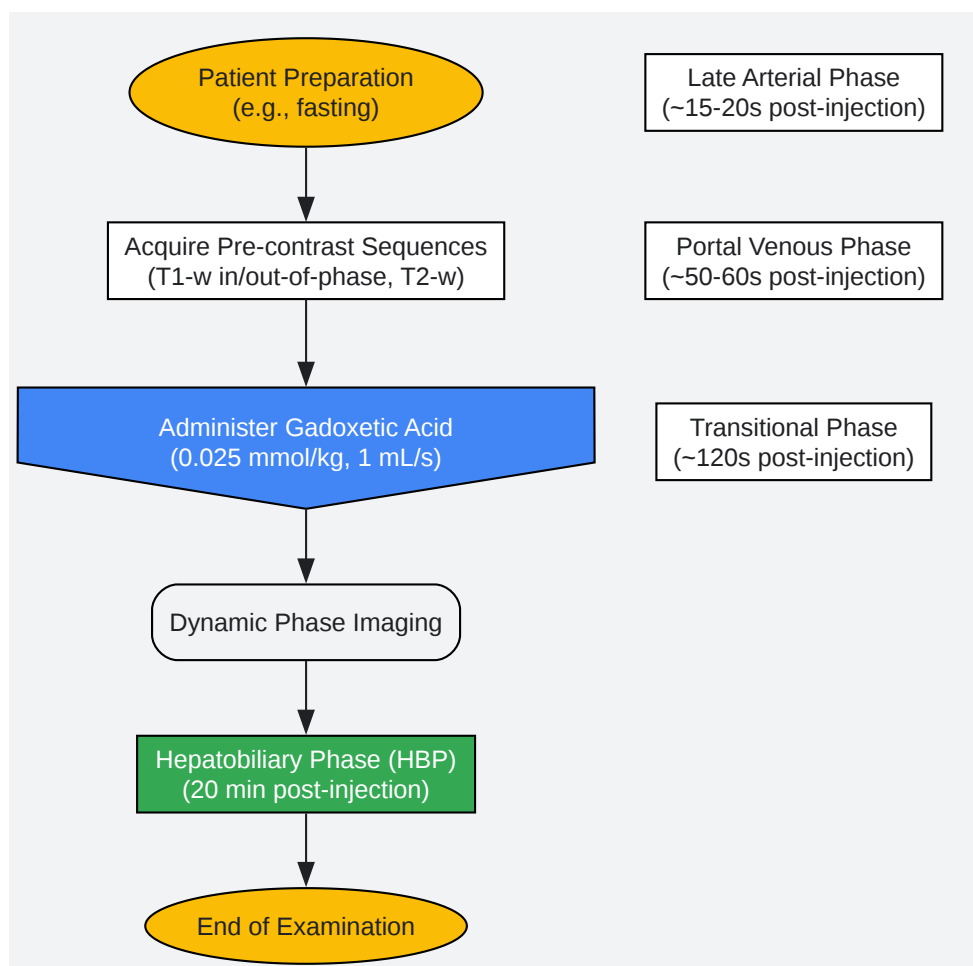 Patient Preparation
(e.g., fasting)
Late Arterial Phase
(~15-20s post-injection)
Acquire Pre-contrast Sequences
(T1-w in/out-of-phase, T2-w)
Portal Venous Phase
(~50-60s post-injection)
Administer Gadoxetic Acid
(0.025 mmol/kg, 1 mL/s)
Transitional Phase
(~120s post-injection)
Dynamic Phase Imaging
Hepatobiliary Phase (HBP)
(20 min post-injection)
End of Examination